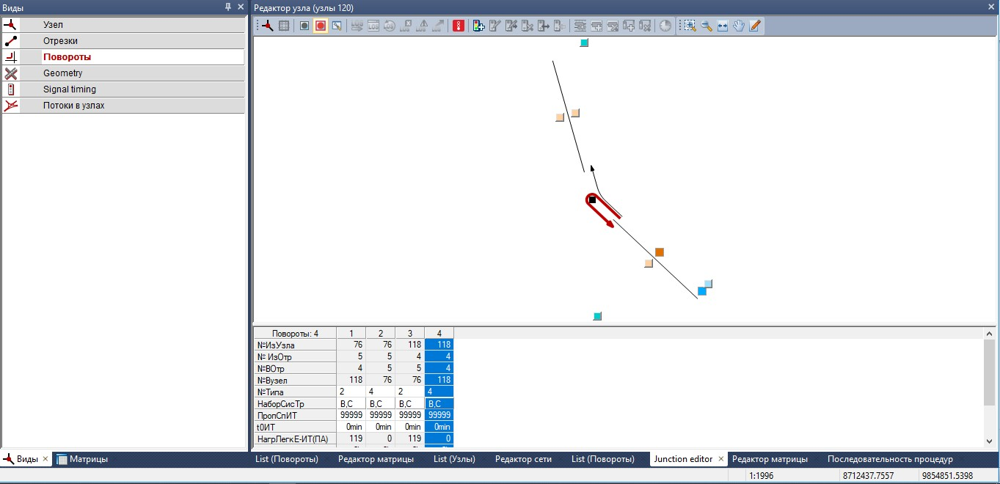 Виды
Редактор узла (узлы 120)
Узел
Отрезки
Повороты
Geometry
Signal timing
Потоки в узлах
Повороты: 4 1 2 3 4
№ИзУзла 76 76 118 118
№ ИзОтр 5 5 4 4
№ВОтр 4 5 5 4
№Вузел 118 76 76 118
№Типа 2 4 2 4
НаборСисТр B,C B,C B,C B,C
ПропСпИТ 99999 99999 99999 99999
t0ИТ 0min 0min 0min 0min
НагрЛегкЕ-ИТ(ПА) 119 0 119 0
Виды Матрицы List (Повороты) Редактор матрицы List (Узлы) Редактор сети List (Повороты) Junction editor Редактор матрицы Последовательность процедур
1:1996 8712437.7557 9854851.5398